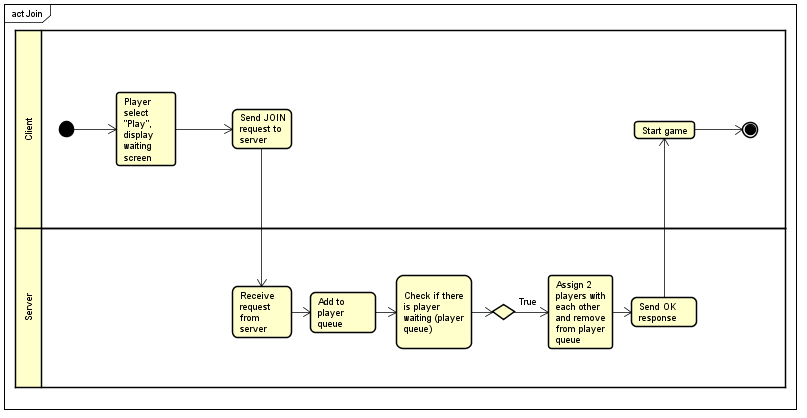 act Join
Client
Player
select
"Play",
display
waiting
screen
Send JOIN
request to
server
Start game
Server
Receive
request
from
server
Add to
player
queue
Check if there
is player
waiting (player
queue)
True
Assign 2
players with
each other
and remove
from player
queue
Send OK
response